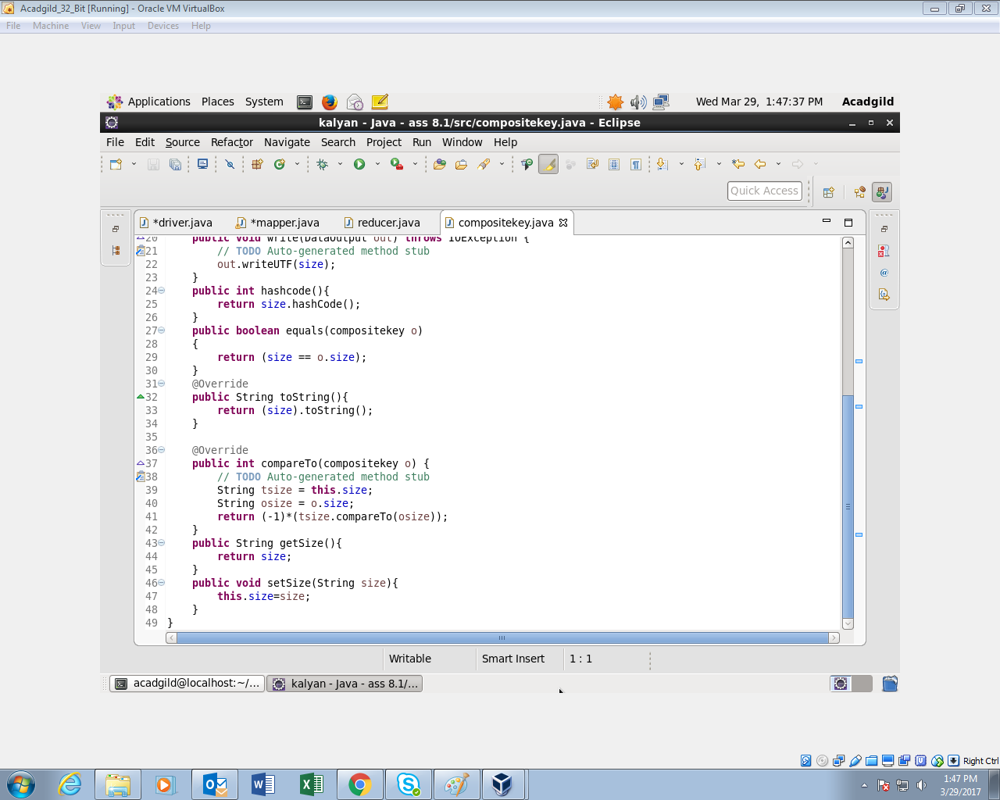 Acadgild_32_Bit [Running] - Oracle VM VirtualBox
File Machine View Input Devices Help
Applications Places System Wed Mar 29, 1:47:37 PM Acadgild
kalyan - Java - ass 8.1/src/compositekey.java - Eclipse
File Edit Source Refactor Navigate Search Project Run Window Help
Quick Access
*driver.java *mapper.java reducer.java compositekey.java
20 public void write(DataOutput out) throws IOException {
21 // TODO Auto-generated method stub
22 out.writeUTF(size);
23 }
24 public int hashcode(){
25 return size.hashCode();
26 }
27 public boolean equals(compositekey o)
28 {
29 return (size == o.size);
30 }
31 @Override
32 public String toString(){
33 return (size).toString();
34 }
35
36 @Override
37 public int compareTo(compositekey o) {
38 // TODO Auto-generated method stub
39 String tsize = this.size;
40 String osize = o.size;
41 return (-1)*(tsize.compareTo(osize));
42 }
43 public String getSize(){
44 return size;
45 }
46 public void setSize(String size){
47 this.size=size;
48 }
49 }
Writable Smart Insert 1 : 1
acadgild@localhost:~/... kalyan - Java - ass 8.1/...
Right Ctrl
1:47 PM
3/29/2017